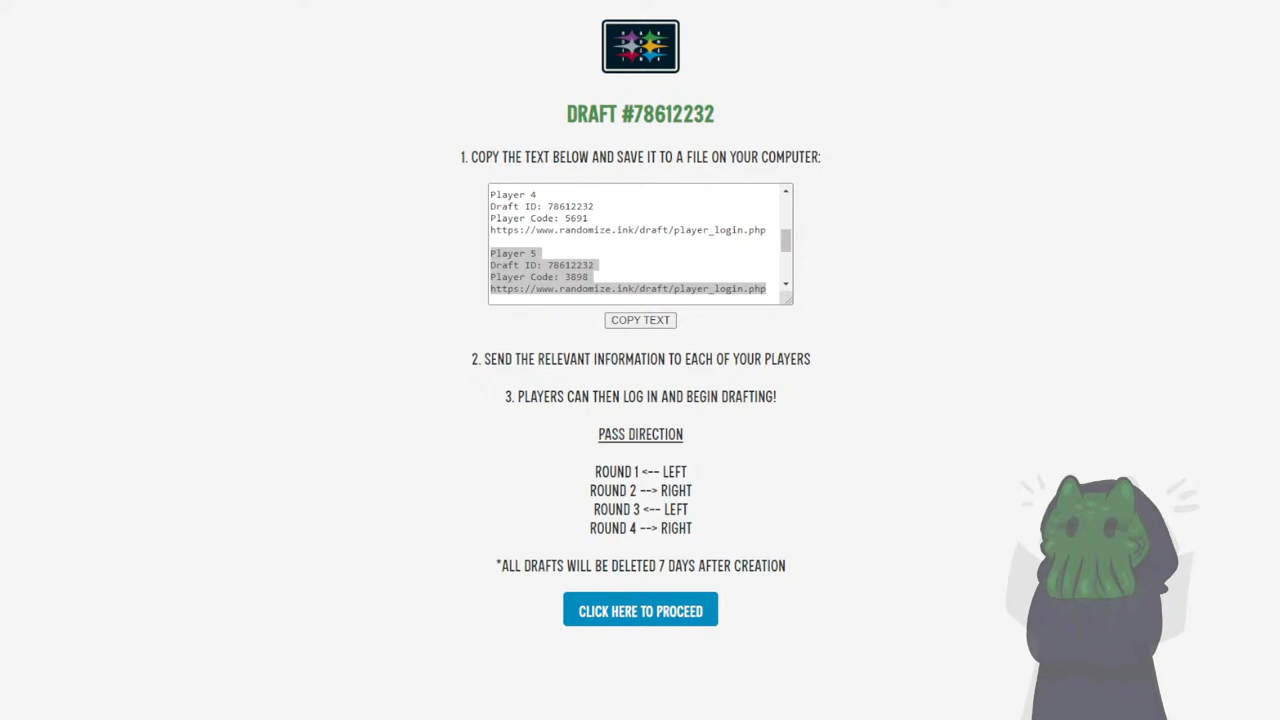 DRAFT #78612232
1. COPY THE TEXT BELOW AND SAVE IT TO A FILE ON YOUR COMPUTER:
Player 4
Draft ID: 78612232
Player Code: 5691
https://www.randomize.ink/draft/player_login.php
Player 5
Draft ID: 78612232
Player Code: 3898
https://www.randomize.ink/draft/player_login.php
COPY TEXT
2. SEND THE RELEVANT INFORMATION TO EACH OF YOUR PLAYERS
3. PLAYERS CAN THEN LOG IN AND BEGIN DRAFTING!
PASS DIRECTION
ROUND 1 <-- LEFT
ROUND 2 --> RIGHT
ROUND 3 <-- LEFT
ROUND 4 --> RIGHT
*ALL DRAFTS WILL BE DELETED 7 DAYS AFTER CREATION
CLICK HERE TO PROCEED